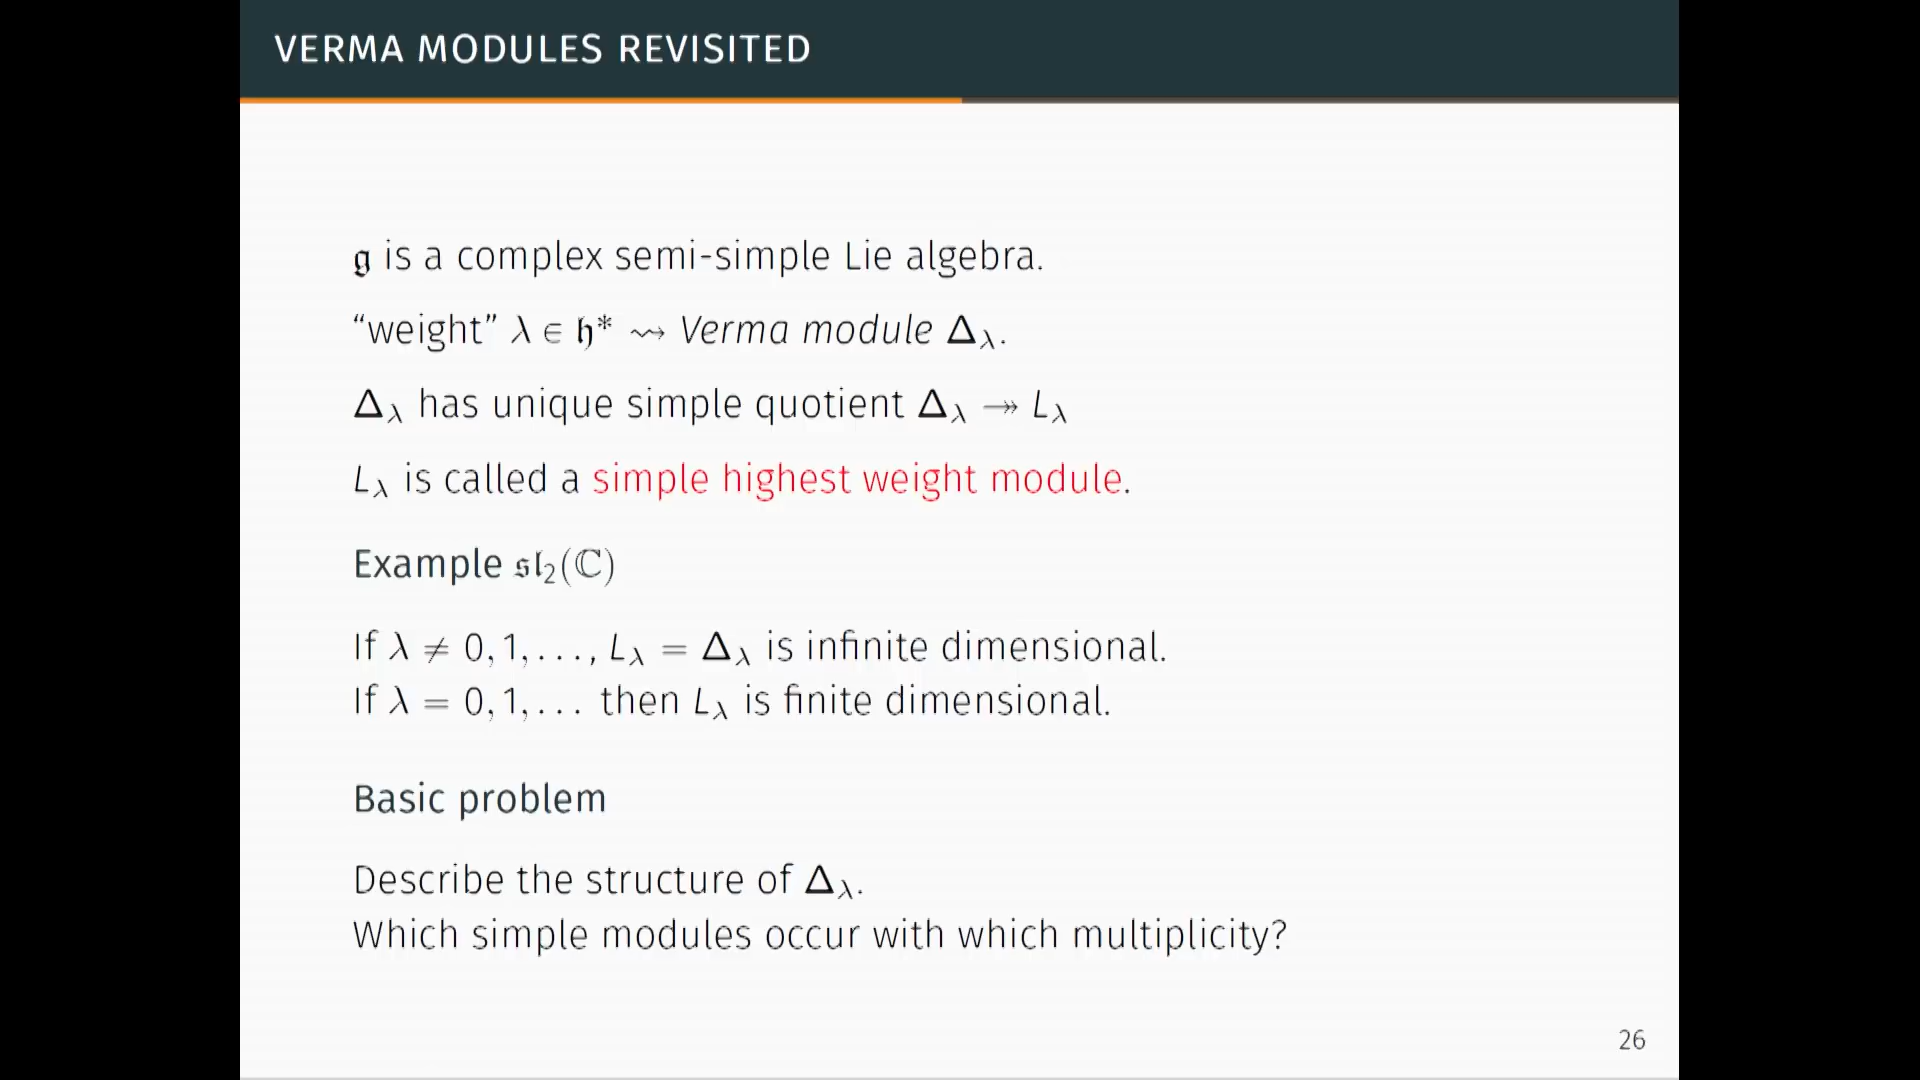 VERMA MODULES REVISITED
𝔤 is a complex semi-simple Lie algebra.
“weight” λ ∈ 𝔥* ⇝ Verma module Δ_λ.
Δ_λ has unique simple quotient Δ_λ ↠ L_λ
L_λ is called a simple highest weight module.
Example 𝔰𝔩₂(ℂ)
If λ ≠ 0, 1, . . . , L_λ = Δ_λ is infinite dimensional.
If λ = 0, 1, . . . then L_λ is finite dimensional.
Basic problem
Describe the structure of Δ_λ.
Which simple modules occur with which multiplicity?
26